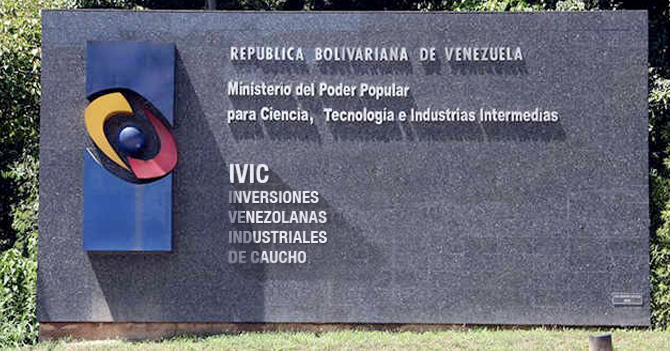 REPUBLICA BOLIVARIANA DE VENEZUELA
Ministerio del Poder Popular
para Ciencia, Tecnologia e Industrias Intermedias
IVIC
INVERSIONES
VENEZOLANAS
INDUSTRIALES
DE CAUCHO